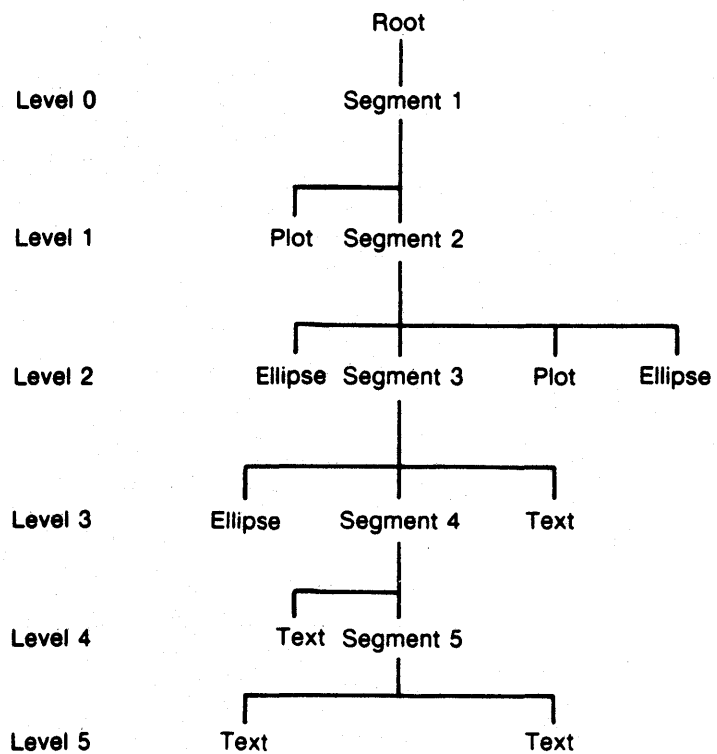 Root
Level 0 Segment 1
Level 1 Plot Segment 2
Level 2 Ellipse Segment 3 Plot Ellipse
Level 3 Ellipse Segment 4 Text
Level 4 Text Segment 5
Level 5 Text Text